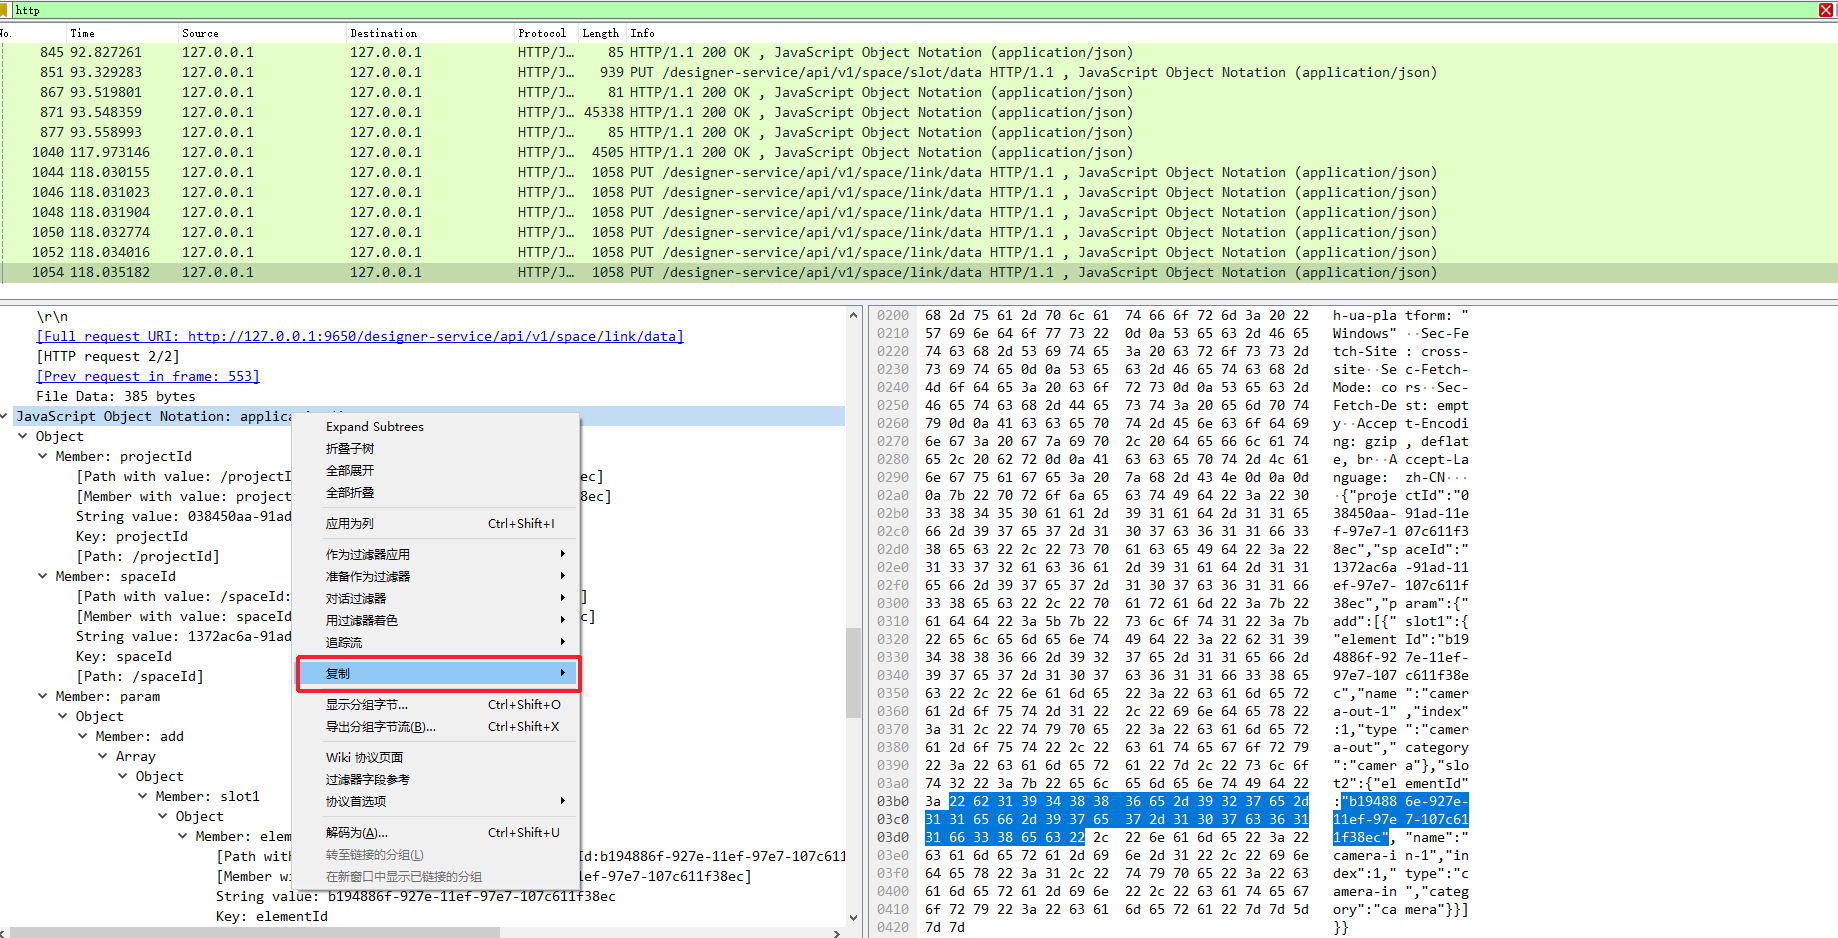 http
No. Time Source Destination Protocol Length Info
845 92.827261 127.0.0.1 127.0.0.1 HTTP/J… 85 HTTP/1.1 200 OK , JavaScript Object Notation (application/json)
851 93.329283 127.0.0.1 127.0.0.1 HTTP/J… 939 PUT /designer-service/api/v1/space/slot/data HTTP/1.1 , JavaScript Object Notation (application/json)
867 93.519801 127.0.0.1 127.0.0.1 HTTP/J… 81 HTTP/1.1 200 OK , JavaScript Object Notation (application/json)
871 93.548359 127.0.0.1 127.0.0.1 HTTP/J… 45338 HTTP/1.1 200 OK , JavaScript Object Notation (application/json)
877 93.558993 127.0.0.1 127.0.0.1 HTTP/J… 85 HTTP/1.1 200 OK , JavaScript Object Notation (application/json)
1040 117.973146 127.0.0.1 127.0.0.1 HTTP/J… 4505 HTTP/1.1 200 OK , JavaScript Object Notation (application/json)
1044 118.030155 127.0.0.1 127.0.0.1 HTTP/J… 1058 PUT /designer-service/api/v1/space/link/data HTTP/1.1 , JavaScript Object Notation (application/json)
1046 118.031023 127.0.0.1 127.0.0.1 HTTP/J… 1058 PUT /designer-service/api/v1/space/link/data HTTP/1.1 , JavaScript Object Notation (application/json)
1048 118.031904 127.0.0.1 127.0.0.1 HTTP/J… 1058 PUT /designer-service/api/v1/space/link/data HTTP/1.1 , JavaScript Object Notation (application/json)
1050 118.032774 127.0.0.1 127.0.0.1 HTTP/J… 1058 PUT /designer-service/api/v1/space/link/data HTTP/1.1 , JavaScript Object Notation (application/json)
1052 118.034016 127.0.0.1 127.0.0.1 HTTP/J… 1058 PUT /designer-service/api/v1/space/link/data HTTP/1.1 , JavaScript Object Notation (application/json)
1054 118.035182 127.0.0.1 127.0.0.1 HTTP/J… 1058 PUT /designer-service/api/v1/space/link/data HTTP/1.1 , JavaScript Object Notation (application/json)
\r\n
[Full request URI: http://127.0.0.1:9650/designer-service/api/v1/space/link/data]
[HTTP request 2/2]
[Prev request in frame: 553]
File Data: 385 bytes
JavaScript Object Notation: applica
Object
Member: projectId
[Path with value: /projectI ec]
[Member with value: project 8ec]
String value: 038450aa-91ad
Key: projectId
[Path: /projectId]
Member: spaceId
[Path with value: /spaceId: ]
[Member with value: spaceId c]
String value: 1372ac6a-91ad
Key: spaceId
[Path: /spaceId]
Member: param
Object
Member: add
Array
Object
Member: slot1
Object
Member: elem
[Path with Id:b194886f-927e-11ef-97e7-107c611
[Member wi 1ef-97e7-107c611f38ec]
String value: b194886f-927e-11ef-97e7-107c611f38ec
Key: elementId
Expand Subtrees
折叠子树
全部展开
全部折叠
应用为列 Ctrl+Shift+I
作为过滤器应用
准备作为过滤器
对话过滤器
用过滤器着色
追踪流
复制
显示分组字节... Ctrl+Shift+O
导出分组字节流(B)... Ctrl+Shift+X
Wiki 协议页面
过滤器字段参考
协议首选项
解码为(A)... Ctrl+Shift+U
转至链接的分组(L)
在新窗口中显示已链接的分组
0200 68 2d 75 61 2d 70 6c 61 74 66 6f 72 6d 3a 20 22 h-ua-pla tform: "
0210 57 69 6e 64 6f 77 73 22 0d 0a 53 65 63 2d 46 65 Windows" ··Sec-Fe
0220 74 63 68 2d 53 69 74 65 3a 20 63 72 6f 73 73 2d tch-Site : cross-
0230 73 69 74 65 0d 0a 53 65 63 2d 46 65 74 63 68 2d site··Se c-Fetch-
0240 4d 6f 64 65 3a 20 63 6f 72 73 0d 0a 53 65 63 2d Mode: co rs··Sec-
0250 46 65 74 63 68 2d 44 65 73 74 3a 20 65 6d 70 74 Fetch-De st: empt
0260 79 0d 0a 41 63 63 65 70 74 2d 45 6e 63 6f 64 69 y··Accep t-Encodi
0270 6e 67 3a 20 67 7a 69 70 2c 20 64 65 66 6c 61 74 ng: gzip , deflat
0280 65 2c 20 62 72 0d 0a 41 63 63 65 70 74 2d 4c 61 e, br··A ccept-La
0290 6e 67 75 61 67 65 3a 20 7a 68 2d 43 4e 0d 0a 0d nguage: zh-CN···
02a0 0a 7b 22 70 72 6f 6a 65 63 74 49 64 22 3a 22 30 ·{"proje ctId":"0
02b0 33 38 34 35 30 61 61 2d 39 31 61 64 2d 31 31 65 38450aa- 91ad-11e
02c0 66 2d 39 37 65 37 2d 31 30 37 63 36 31 31 66 33 f-97e7-1 07c611f3
02d0 38 65 63 22 2c 22 73 70 61 63 65 49 64 22 3a 22 8ec","sp aceId":"
02e0 31 33 37 32 61 63 36 61 2d 39 31 61 64 2d 31 31 1372ac6a -91ad-11
02f0 65 66 2d 39 37 65 37 2d 31 30 37 63 36 31 31 66 ef-97e7- 107c611f
0300 33 38 65 63 22 2c 22 70 61 72 61 6d 22 3a 7b 22 38ec","p aram":{"
0310 61 64 64 22 3a 5b 7b 22 73 6c 6f 74 31 22 3a 7b add":[{" slot1":{
0320 22 65 6c 65 6d 65 6e 74 49 64 22 3a 22 62 31 39 "element Id":"b19
0330 34 38 38 36 66 2d 39 32 37 65 2d 31 31 65 66 2d 4886f-92 7e-11ef-
0340 39 37 65 37 2d 31 30 37 63 36 31 31 66 33 38 65 97e7-107 c611f38e
0350 63 22 2c 22 6e 61 6d 65 22 3a 22 63 61 6d 65 72 c","name ":"camer
0360 61 2d 6f 75 74 2d 31 22 2c 22 69 6e 64 65 78 22 a-out-1" ,"index"
0370 3a 31 2c 22 74 79 70 65 22 3a 22 63 61 6d 65 72 :1,"type ":"camer
0380 61 2d 6f 75 74 22 2c 22 63 61 74 65 67 6f 72 79 a-out"," category
0390 22 3a 22 63 61 6d 65 72 61 22 7d 2c 22 73 6c 6f ":"camer a"},"slo
03a0 74 32 22 3a 7b 22 65 6c 65 6d 65 6e 74 49 64 22 t2":{"el ementId"
03b0 3a 22 62 31 39 34 38 38 36 65 2d 39 32 37 65 2d :"b19488 6e-927e-
03c0 31 31 65 66 2d 39 37 65 37 2d 31 30 37 63 36 31 11ef-97e 7-107c61
03d0 31 66 33 38 65 63 22 2c 22 6e 61 6d 65 22 3a 22 1f38ec", "name":"
03e0 63 61 6d 65 72 61 2d 69 6e 2d 31 22 2c 22 69 6e camera-i n-1","in
03f0 64 65 78 22 3a 31 2c 22 74 79 70 65 22 3a 22 63 dex":1," type":"c
0400 61 6d 65 72 61 2d 69 6e 22 2c 22 63 61 74 65 67 amera-in ","categ
0410 6f 72 79 22 3a 22 63 61 6d 65 72 61 22 7d 7d 5d ory":"ca mera"}}]
0420 7d 7d }}